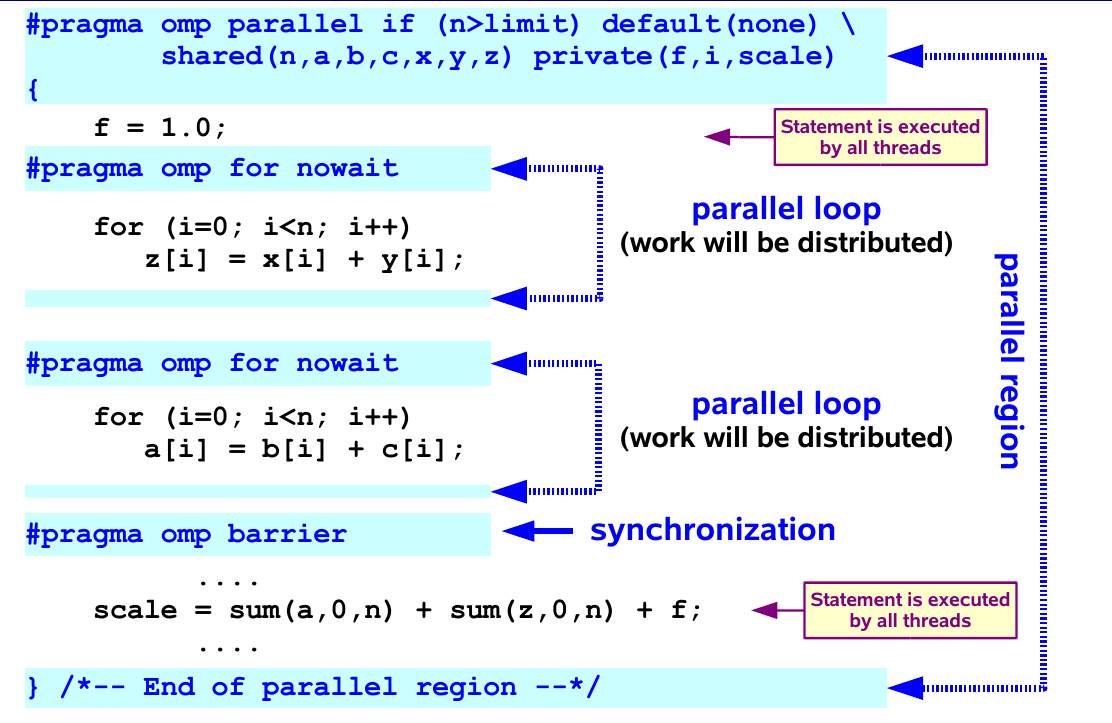 #pragma omp parallel if (n>limit) default(none) \
shared(n,a,b,c,x,y,z) private(f,i,scale)
{
f = 1.0;
Statement is executed
by all threads
#pragma omp for nowait
parallel loop
(work will be distributed)
for (i=0; i<n; i++)
z[i] = x[i] + y[i];
parallel region
#pragma omp for nowait
parallel loop
(work will be distributed)
for (i=0; i<n; i++)
a[i] = b[i] + c[i];
#pragma omp barrier
synchronization
....
scale = sum(a,0,n) + sum(z,0,n) + f;
Statement is executed
by all threads
....
} /*-- End of parallel region --*/